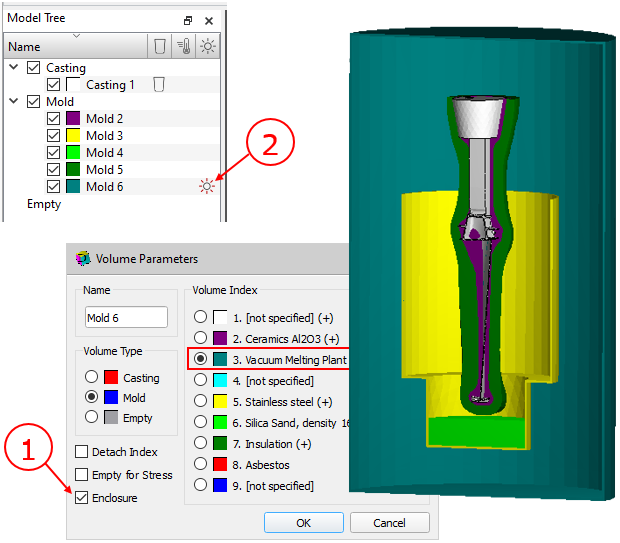 Model Tree
Name
Casting
Casting 1
Mold
Mold 2
Mold 3
Mold 4
Mold 5
Mold 6
Empty
2
Volume Parameters
Name
Mold 6
Volume Type
Casting
Mold
Empty
Detach Index
Empty for Stress
Enclosure
1
Volume Index
1. [not specified] (+)
2. Ceramics Al2O3 (+)
3. Vacuum Melting Plant
4. [not specified]
5. Stainless steel (+)
6. Silica Sand, density 16
7. Insulation (+)
8. Asbestos
9. [not specified]
OK
Cancel